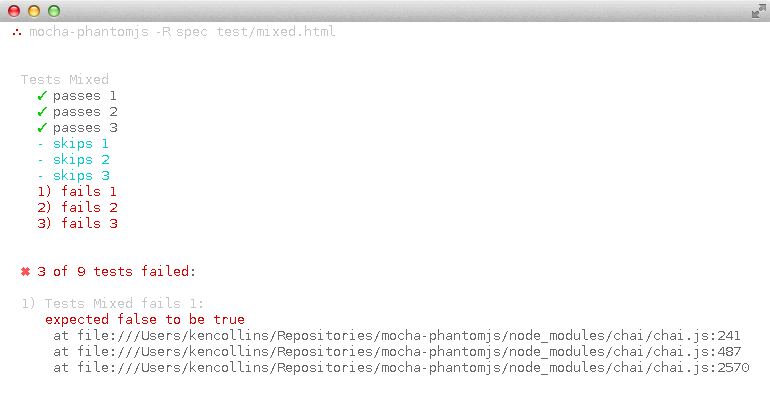 ∴ mocha-phantomjs -R spec test/mixed.html
Tests Mixed
✓ passes 1
✓ passes 2
✓ passes 3
- skips 1
- skips 2
- skips 3
1) fails 1
2) fails 2
3) fails 3
✖ 3 of 9 tests failed:
1) Tests Mixed fails 1:
expected false to be true
at file:///Users/kencollins/Repositories/mocha-phantomjs/node_modules/chai/chai.js:241
at file:///Users/kencollins/Repositories/mocha-phantomjs/node_modules/chai/chai.js:487
at file:///Users/kencollins/Repositories/mocha-phantomjs/node_modules/chai/chai.js:2570